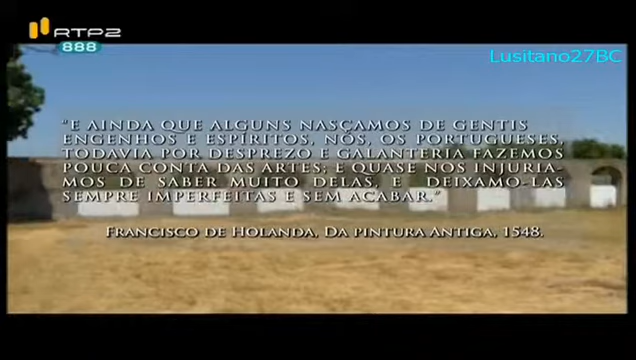 RTP2
888
Lusitano27BC
"E AINDA QUE ALGUNS NASÇAMOS DE GENTIS
ENGENHOS E ESPÍRITOS, NÓS, OS PORTUGUESES,
TODAVIA POR DESPREZO E GALANTERIA FAZEMOS
POUCA CONTA DAS ARTES; E QUASE NOS INJURIA-
MOS DE SABER MUITO DELAS, E DEIXAMO-LAS
SEMPRE IMPERFEITAS E SEM ACABAR."
FRANCISCO DE HOLANDA, DA PINTURA ANTIGA, 1548.